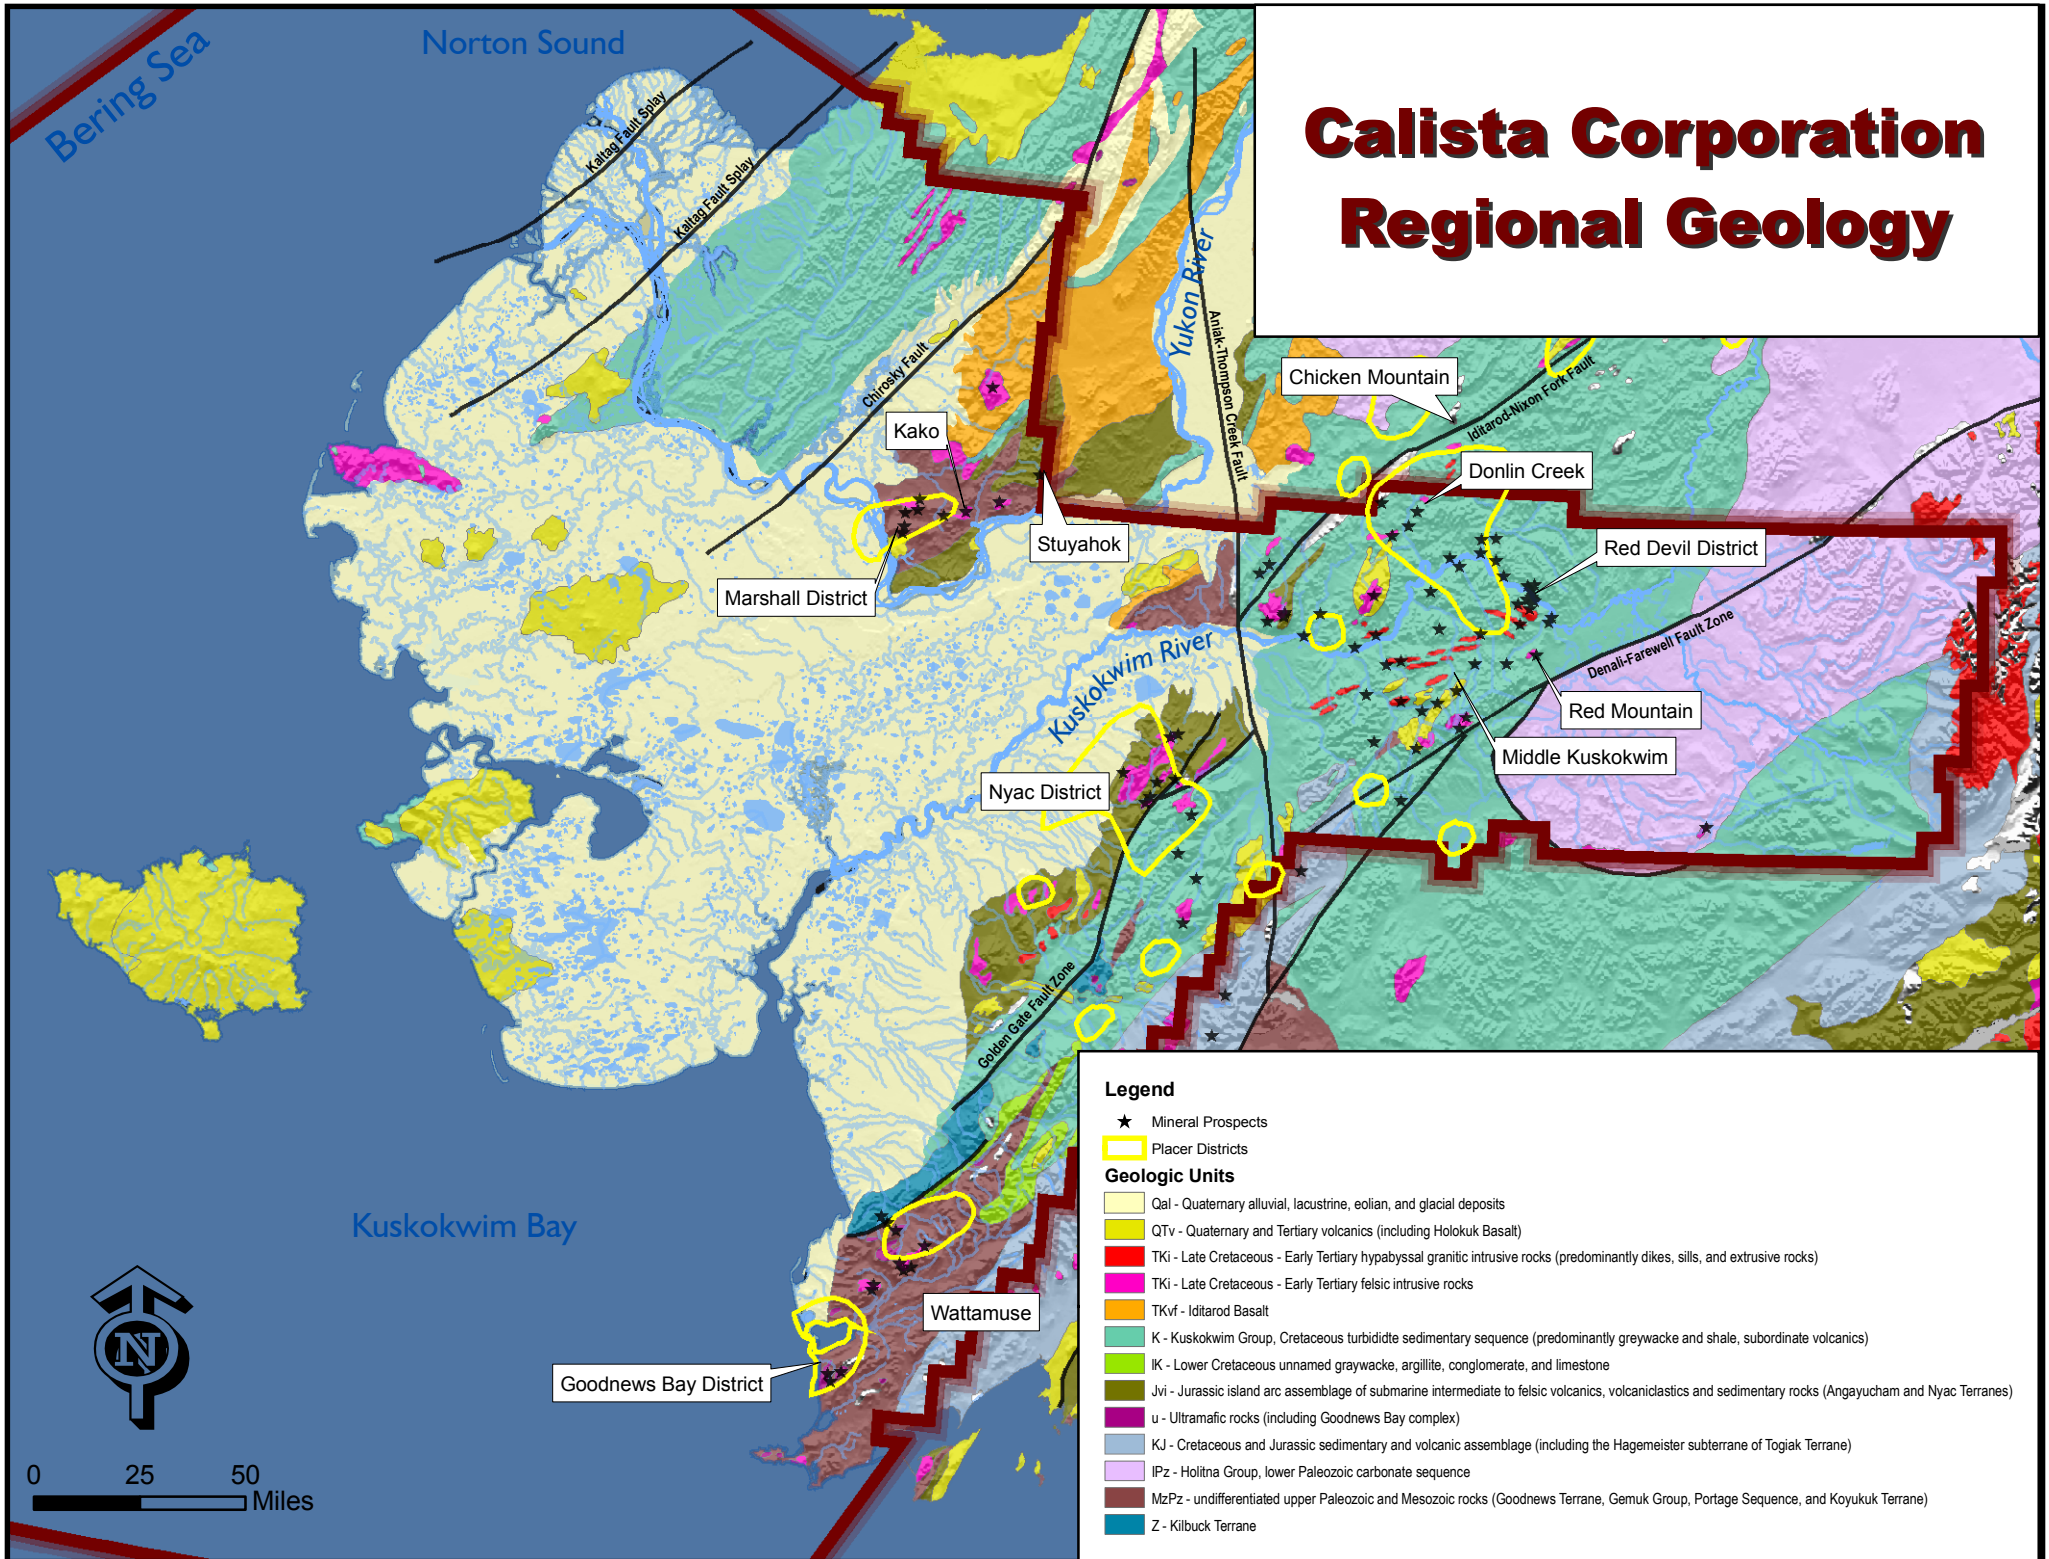 Calista Corporation
Regional Geology
Norton Sound
Bering Sea
Kaltag Fault Splay
Kaltag Fault Splay
Yukon River
Aniak-Thompson Creek Fault
Chirosky Fault
Chicken Mountain
Iditarod-Nixon Fork Fault
Kako
Donlin Creek
Stuyahok
Red Devil District
Marshall District
Kuskokwim River
Denali-Farewell Fault Zone
Red Mountain
Middle Kuskokwim
Nyac District
Golden Gate Fault Zone
Kuskokwim Bay
Wattamuse
Goodnews Bay District
N
0 25 50
Miles
Legend
Mineral Prospects
Placer Districts
Geologic Units
Qal - Quaternary alluvial, lacustrine, eolian, and glacial deposits
QTv - Quaternary and Tertiary volcanics (including Holokuk Basalt)
TKi - Late Cretaceous - Early Tertiary hypabyssal granitic intrusive rocks (predominantly dikes, sills, and extrusive rocks)
TKi - Late Cretaceous - Early Tertiary felsic intrusive rocks
TKvf - Iditarod Basalt
K - Kuskokwim Group, Cretaceous turbididte sedimentary sequence (predominantly greywacke and shale, subordinate volcanics)
lK - Lower Cretaceous unnamed graywacke, argillite, conglomerate, and limestone
Jvi - Jurassic island arc assemblage of submarine intermediate to felsic volcanics, volcaniclastics and sedimentary rocks (Angayucham and Nyac Terranes)
u - Ultramafic rocks (including Goodnews Bay complex)
KJ - Cretaceous and Jurassic sedimentary and volcanic assemblage (including the Hagemeister subterrane of Togiak Terrane)
lPz - Holitna Group, lower Paleozoic carbonate sequence
MzPz - undifferentiated upper Paleozoic and Mesozoic rocks (Goodnews Terrane, Gemuk Group, Portage Sequence, and Koyukuk Terrane)
Z - Kilbuck Terrane